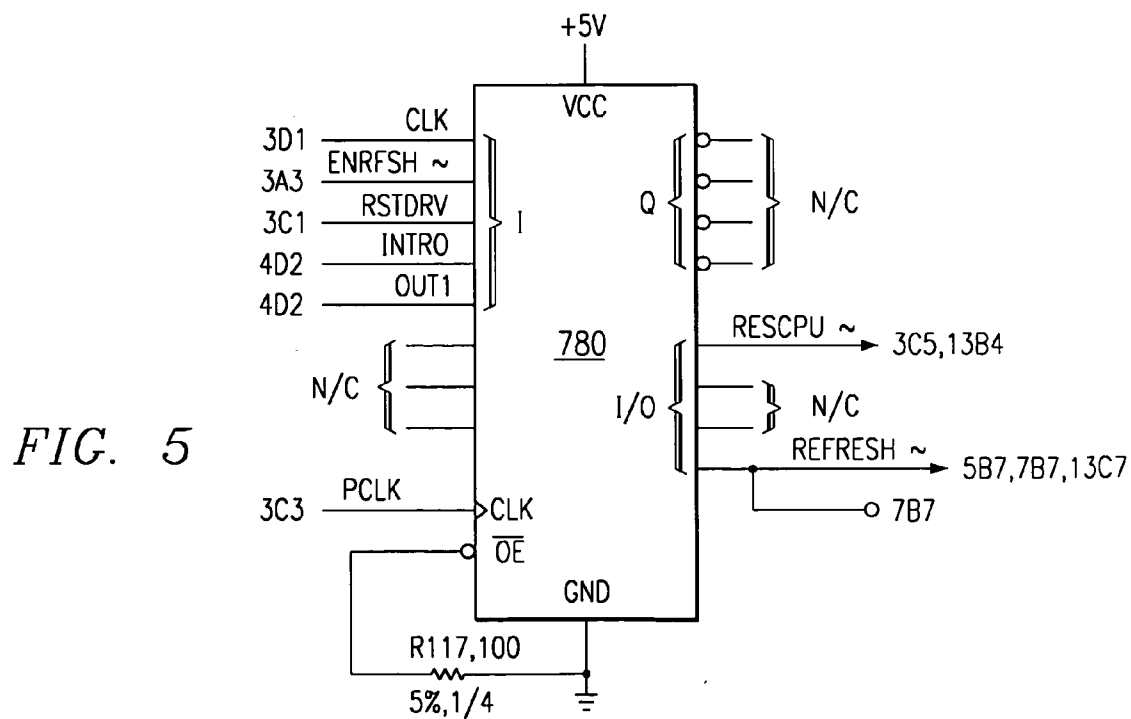 +5V
VCC
3D1 CLK
3A3 ENRFSH ~
3C1 RSTDRV
4D2 INTRO
4D2 OUT1
I
Q
N/C
780
RESCPU ~ 3C5,13B4
N/C
I/O
N/C
REFRESH ~ 5B7,7B7,13C7
7B7
FIG. 5
3C3 PCLK
CLK
OE
GND
R117,100
5%,1/4